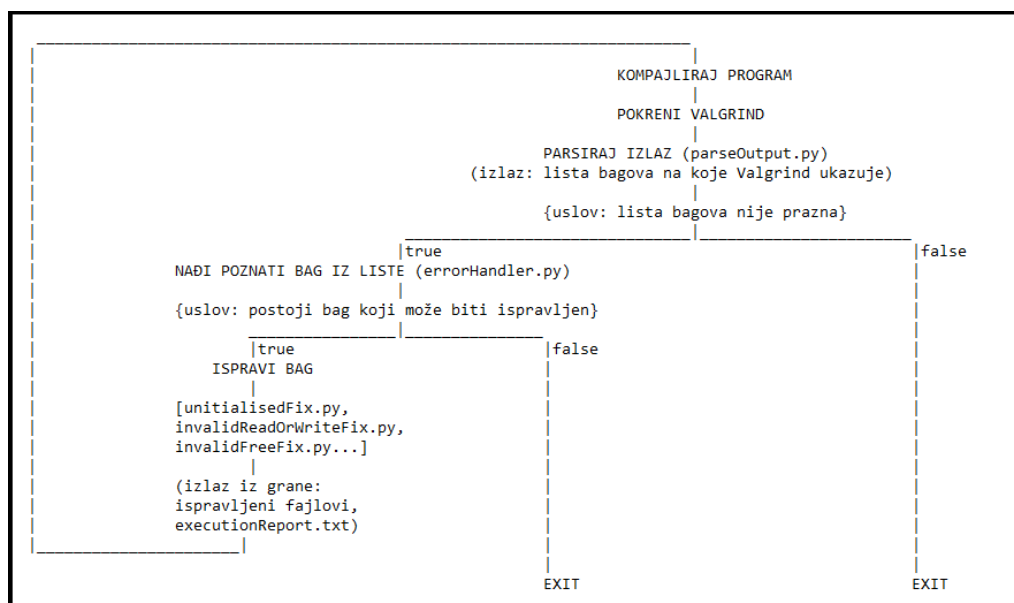 KOMPAJLIRAJ PROGRAM
POKRENI VALGRIND
PARSIRAJ IZLAZ (parseOutput.py)
(izlaz: lista bagova na koje Valgrind ukazuje)
{uslov: lista bagova nije prazna}
true
false
NAĐI POZNATI BAG IZ LISTE (errorHandler.py)
{uslov: postoji bag koji može biti ispravljen}
true
false
ISPRAVI BAG
[unitialisedFix.py,
invalidReadOrWriteFix.py,
invalidFreeFix.py...]
(izlaz iz grane:
ispravljeni fajlovi,
executionReport.txt)
EXIT
EXIT